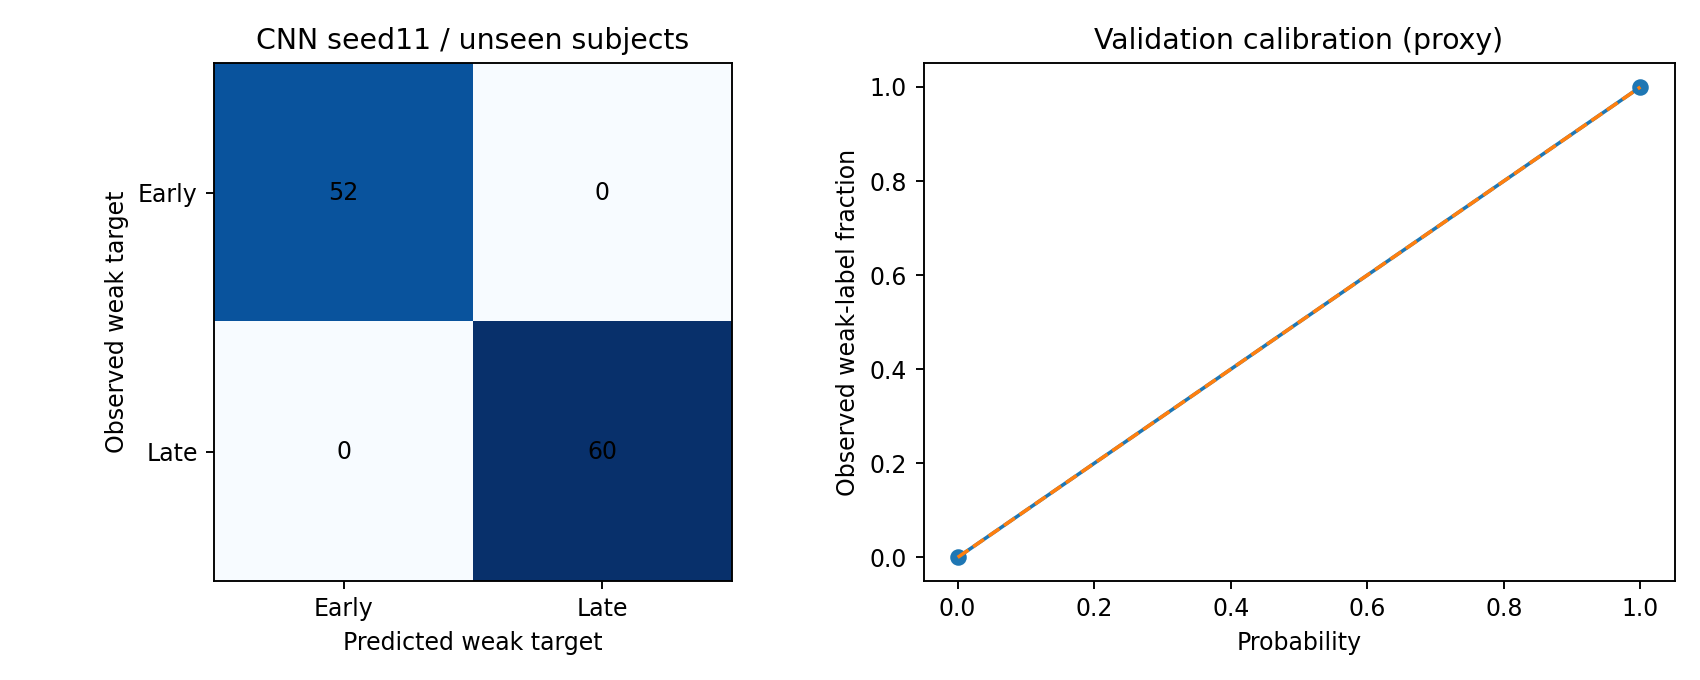 CNN seed11 / unseen subjects
Observed weak target
Early
52
0
Late
0
60
Early
Late
Predicted weak target
Validation calibration (proxy)
Observed weak-label fraction
1.0
0.8
0.6
0.4
0.2
0.0
0.0
0.2
0.4
0.6
0.8
1.0
Probability